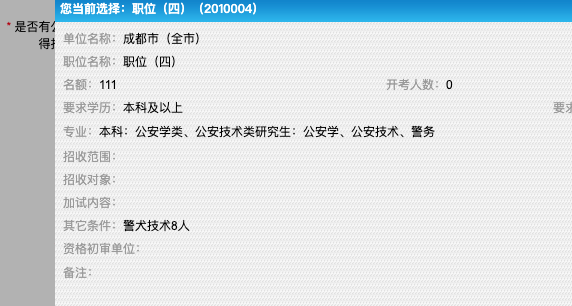 您当前选择：职位（四）（2010004）
* 是否有公
得
单位名称：成都市（全市）
职位名称：职位（四）
名额：111 开考人数：0
要求学历：本科及以上 要求
专业：本科：公安学类、公安技术类研究生：公安学、公安技术、警务
招收范围：
招收对象：
加试内容：
其它条件：警犬技术8人
资格初审单位：
备注：